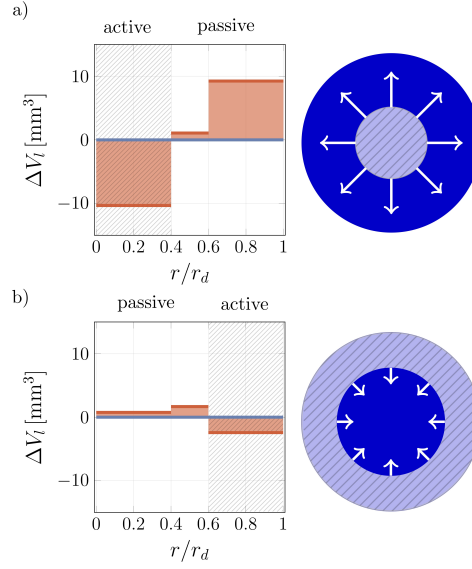 a)
active passive
10
0
−10
ΔV_l [mm³]
0 0.2 0.4 0.6 0.8 1
r/r_d
b)
passive active
10
0
−10
ΔV_l [mm³]
0 0.2 0.4 0.6 0.8 1
r/r_d